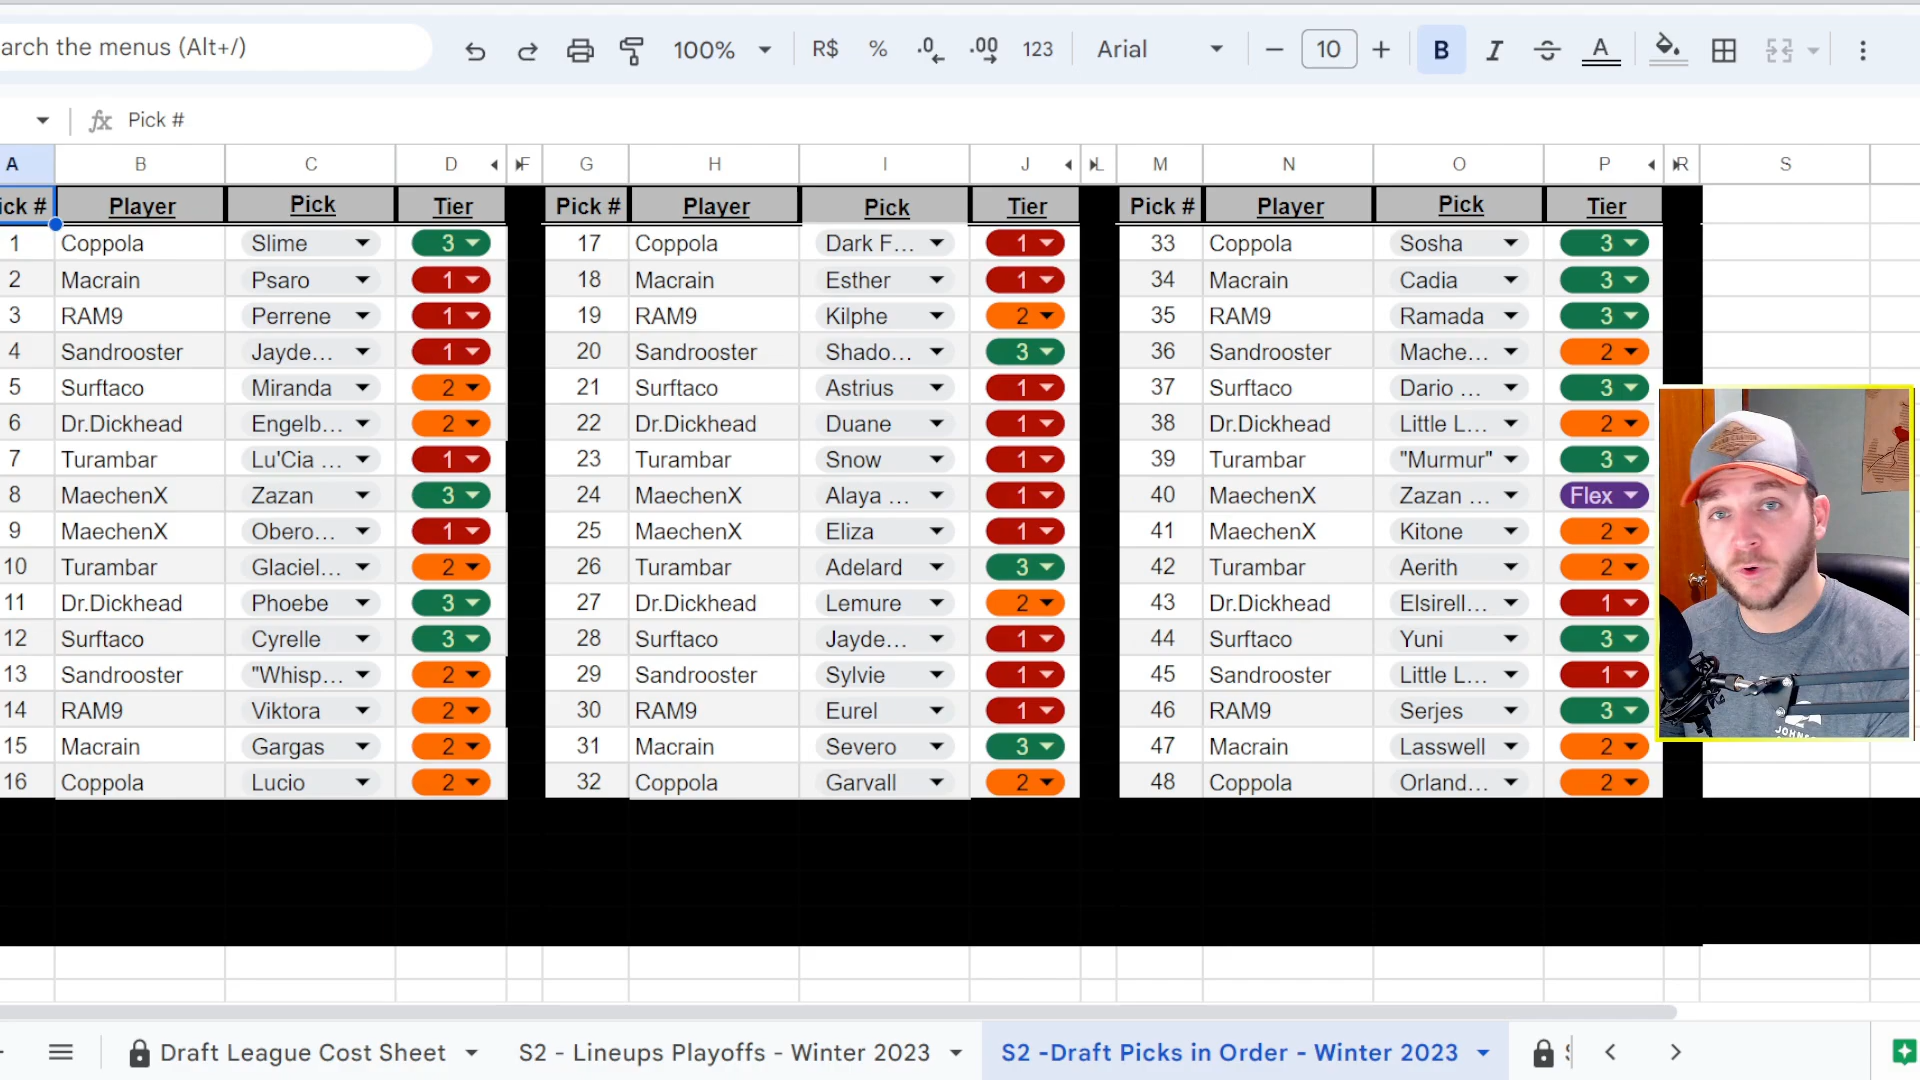 arch the menus (Alt+/)
100%
R$ % .0 .00 123
Arial
10
B I A
fx Pick #
A B C D F G H I J L M N O P R S
ick # Player Pick Tier Pick # Player Pick Tier Pick # Player Pick Tier
1 Coppola Slime 3 17 Coppola Dark F... 1 33 Coppola Sosha 3
2 Macrain Psaro 1 18 Macrain Esther 1 34 Macrain Cadia 3
3 RAM9 Perrene 1 19 RAM9 Kilphe 2 35 RAM9 Ramada 3
4 Sandrooster Jayde... 1 20 Sandrooster Shado... 3 36 Sandrooster Mache... 2
5 Surftaco Miranda 2 21 Surftaco Astrius 1 37 Surftaco Dario ... 3
6 Dr.Dickhead Engelb... 2 22 Dr.Dickhead Duane 1 38 Dr.Dickhead Little L... 2
7 Turambar Lu'Cia ... 1 23 Turambar Snow 1 39 Turambar "Murmur" 3
8 MaechenX Zazan 3 24 MaechenX Alaya ... 1 40 MaechenX Zazan ... Flex
9 MaechenX Obero... 1 25 MaechenX Eliza 1 41 MaechenX Kitone 2
10 Turambar Glaciel... 2 26 Turambar Adelard 3 42 Turambar Aerith 2
11 Dr.Dickhead Phoebe 3 27 Dr.Dickhead Lemure 2 43 Dr.Dickhead Elsirell... 1
12 Surftaco Cyrelle 3 28 Surftaco Jayde... 1 44 Surftaco Yuni 3
13 Sandrooster "Whisp... 2 29 Sandrooster Sylvie 1 45 Sandrooster Little L... 1
14 RAM9 Viktora 2 30 RAM9 Eurel 1 46 RAM9 Serjes 3
15 Macrain Gargas 2 31 Macrain Severo 3 47 Macrain Lasswell 2
16 Coppola Lucio 2 32 Coppola Garvall 2 48 Coppola Orland... 2
Draft League Cost Sheet S2 - Lineups Playoffs - Winter 2023 S2 -Draft Picks in Order - Winter 2023